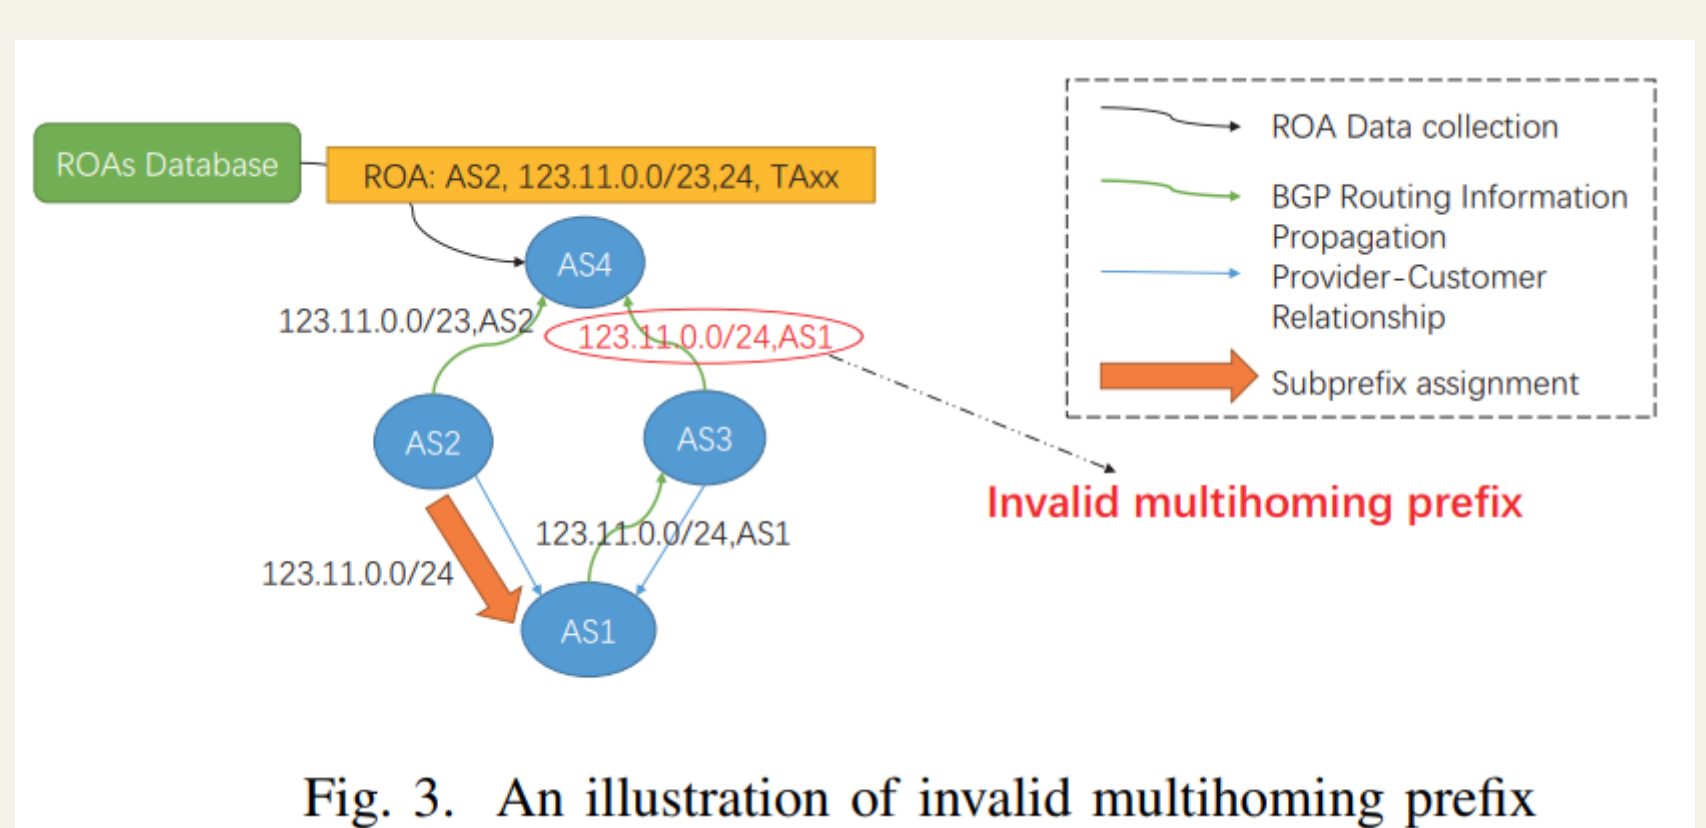 ROAs Database
ROA: AS2, 123.11.0.0/23,24, TAxx
AS4
123.11.0.0/23,AS2
123.11.0.0/24,AS1
AS2
AS3
123.11.0.0/24,AS1
123.11.0.0/24
AS1
ROA Data collection
BGP Routing Information
Propagation
Provider-Customer
Relationship
Subprefix assignment
Invalid multihoming prefix
Fig. 3. An illustration of invalid multihoming prefix